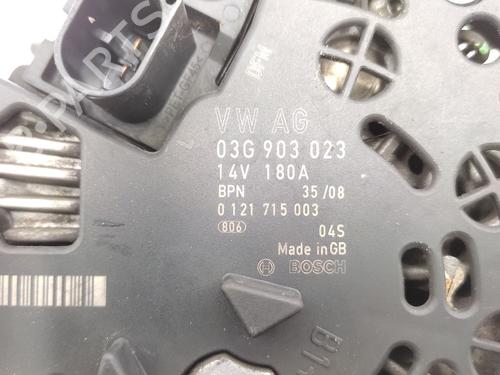 DFM
VW AG
03G 903 023
14V 180A
BPN 35/08
0 121 715 003
806 04S
Made in GB
BOSCH